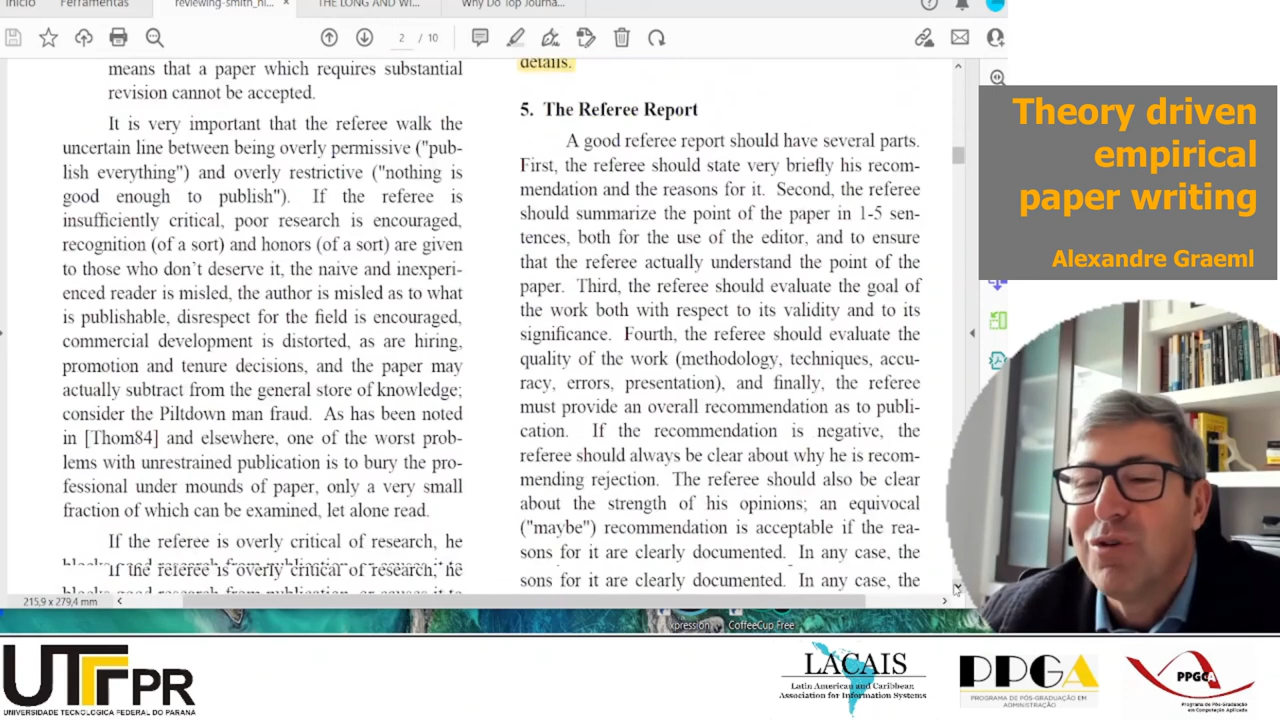 Início
Ferramentas
reviewing-smith_hi...
×
THE LONG AND WI...
Why Do Top Journa...
2 / 10
means that a paper which requires substantial
revision cannot be accepted.
It is very important that the referee walk the
uncertain line between being overly permissive ("pub-
lish everything") and overly restrictive ("nothing is
good enough to publish"). If the referee is
insufficiently critical, poor research is encouraged,
recognition (of a sort) and honors (of a sort) are given
to those who don't deserve it, the naive and inexperi-
enced reader is misled, the author is misled as to what
is publishable, disrespect for the field is encouraged,
commercial development is distorted, as are hiring,
promotion and tenure decisions, and the paper may
actually subtract from the general store of knowledge;
consider the Piltdown man fraud. As has been noted
in [Thom84] and elsewhere, one of the worst prob-
lems with unrestrained publication is to bury the pro-
fessional under mounds of paper, only a very small
fraction of which can be examined, let alone read.
If the referee is overly critical of research, he
If the referee is overly critical of research, he
details.
5. The Referee Report
A good referee report should have several parts.
First, the referee should state very briefly his recom-
mendation and the reasons for it. Second, the referee
should summarize the point of the paper in 1-5 sen-
tences, both for the use of the editor, and to ensure
that the referee actually understand the point of the
paper. Third, the referee should evaluate the goal of
the work both with respect to its validity and to its
significance. Fourth, the referee should evaluate the
quality of the work (methodology, techniques, accu-
racy, errors, presentation), and finally, the referee
must provide an overall recommendation as to publi-
cation. If the recommendation is negative, the
referee should always be clear about why he is recom-
mending rejection. The referee should also be clear
about the strength of his opinions; an equivocal
("maybe") recommendation is acceptable if the rea-
sons for it are clearly documented. In any case, the
sons for it are clearly documented. In any case, the
215,9 x 279,4 mm
xpression
CoffeeCup Free
Theory driven
empirical
paper writing
Alexandre Graeml
UTFPR
UNIVERSIDADE TECNOLÓGICA FEDERAL DO PARANÁ
LACAIS
Latin American and Caribbean
Association for Information Systems
PPGA
PROGRAMA DE PÓS-GRADUAÇÃO EM
ADMINISTRAÇÃO
PPGCA
Programa de Pós-Graduação
em Computação Aplicada